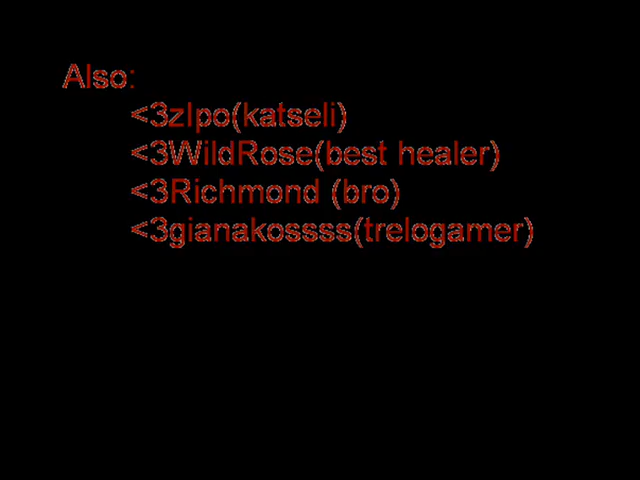 Also:
<3zIpo(katseli)
<3WildRose(best healer)
<3Richmond (bro)
<3gianakossss(trelogamer)